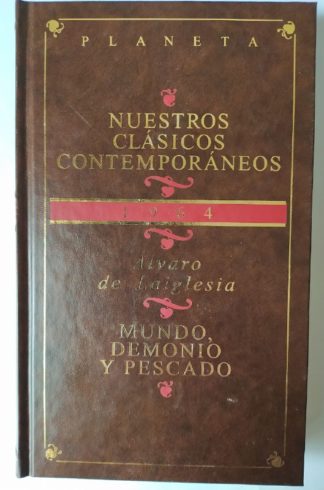 PLANETA
NUESTROS
CLÁSICOS
CONTEMPORÁNEOS
1964
Álvaro
de Laiglesia
MUNDO,
DEMONIO
Y PESCADO